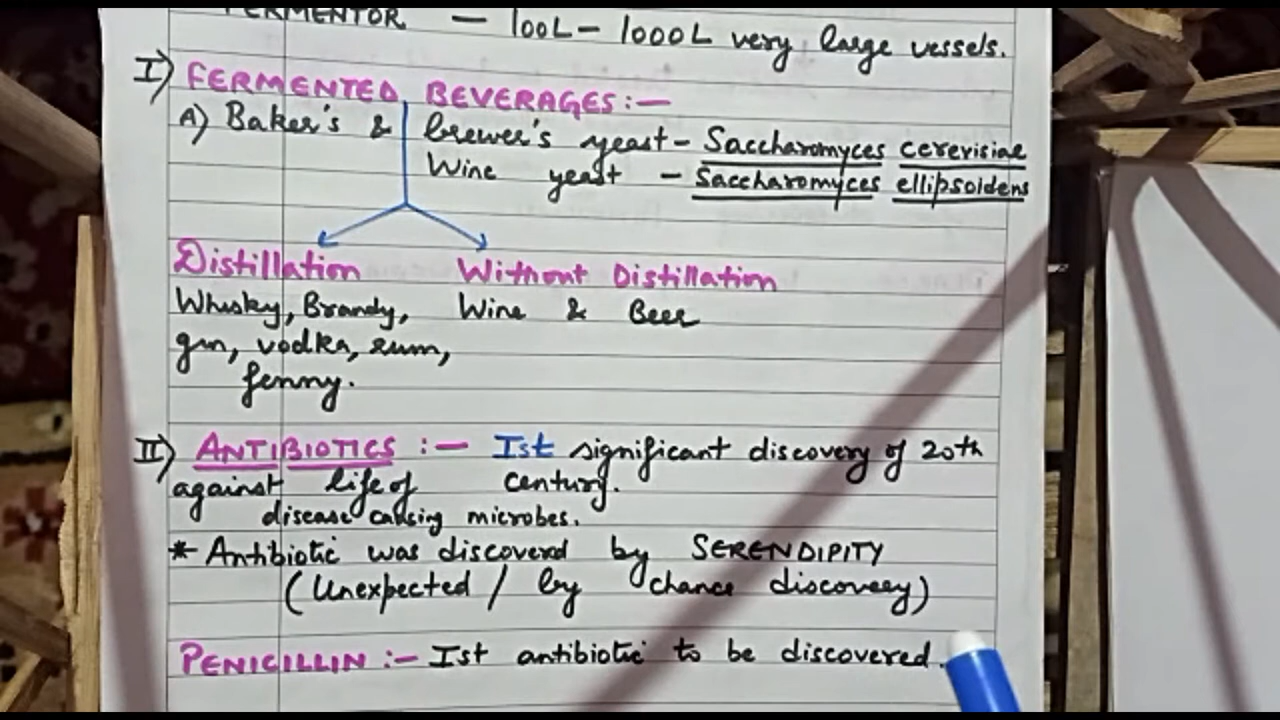 FERMENTOR — 100L – 1000L very large vessels.
I) FERMENTED BEVERAGES :—
A) Baker's & brewer's yeast – Saccharomyces cerevisiae
Wine yeast – Saccharomyces ellipsoidens
Distillation Without Distillation
Whisky, Brandy, Wine & Beer
gin, vodka, rum,
fenny.
II) ANTIBIOTICS :— Ist significant discovery of 20th
against life of century.
disease causing microbes.
* Antibiotic was discovered by SERENDIPITY
(Unexpected / by chance discovery)
PENICILLIN :— Ist antibiotic to be discovered.